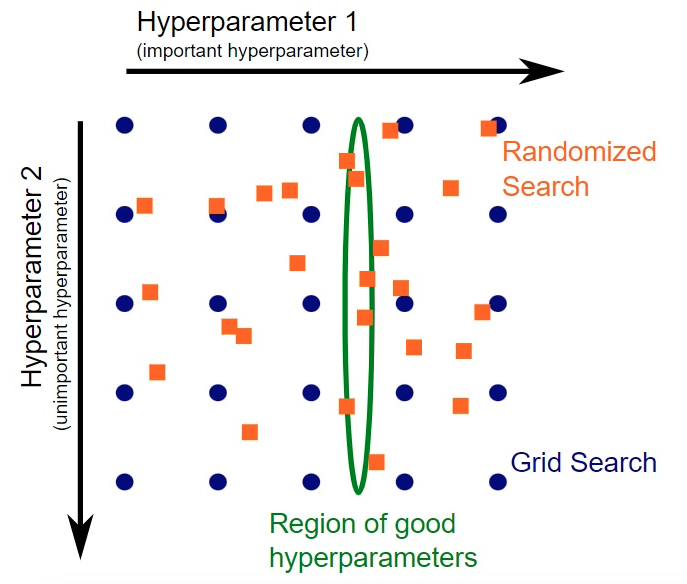 Hyperparameter 1
(important hyperparameter)
Hyperparameter 2
(unimportant hyperparameter)
Randomized
Search
Grid Search
Region of good
hyperparameters